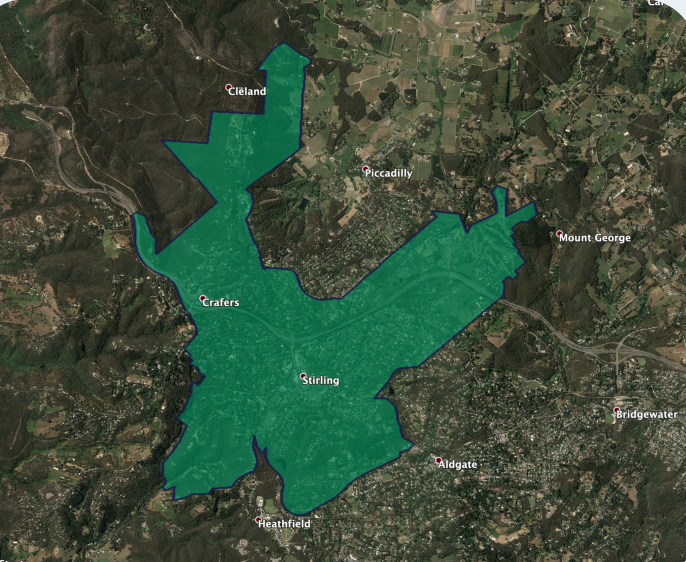 Cleland
Piccadilly
Mount George
Crafers
Stirling
Bridgewater
Aldgate
Heathfield